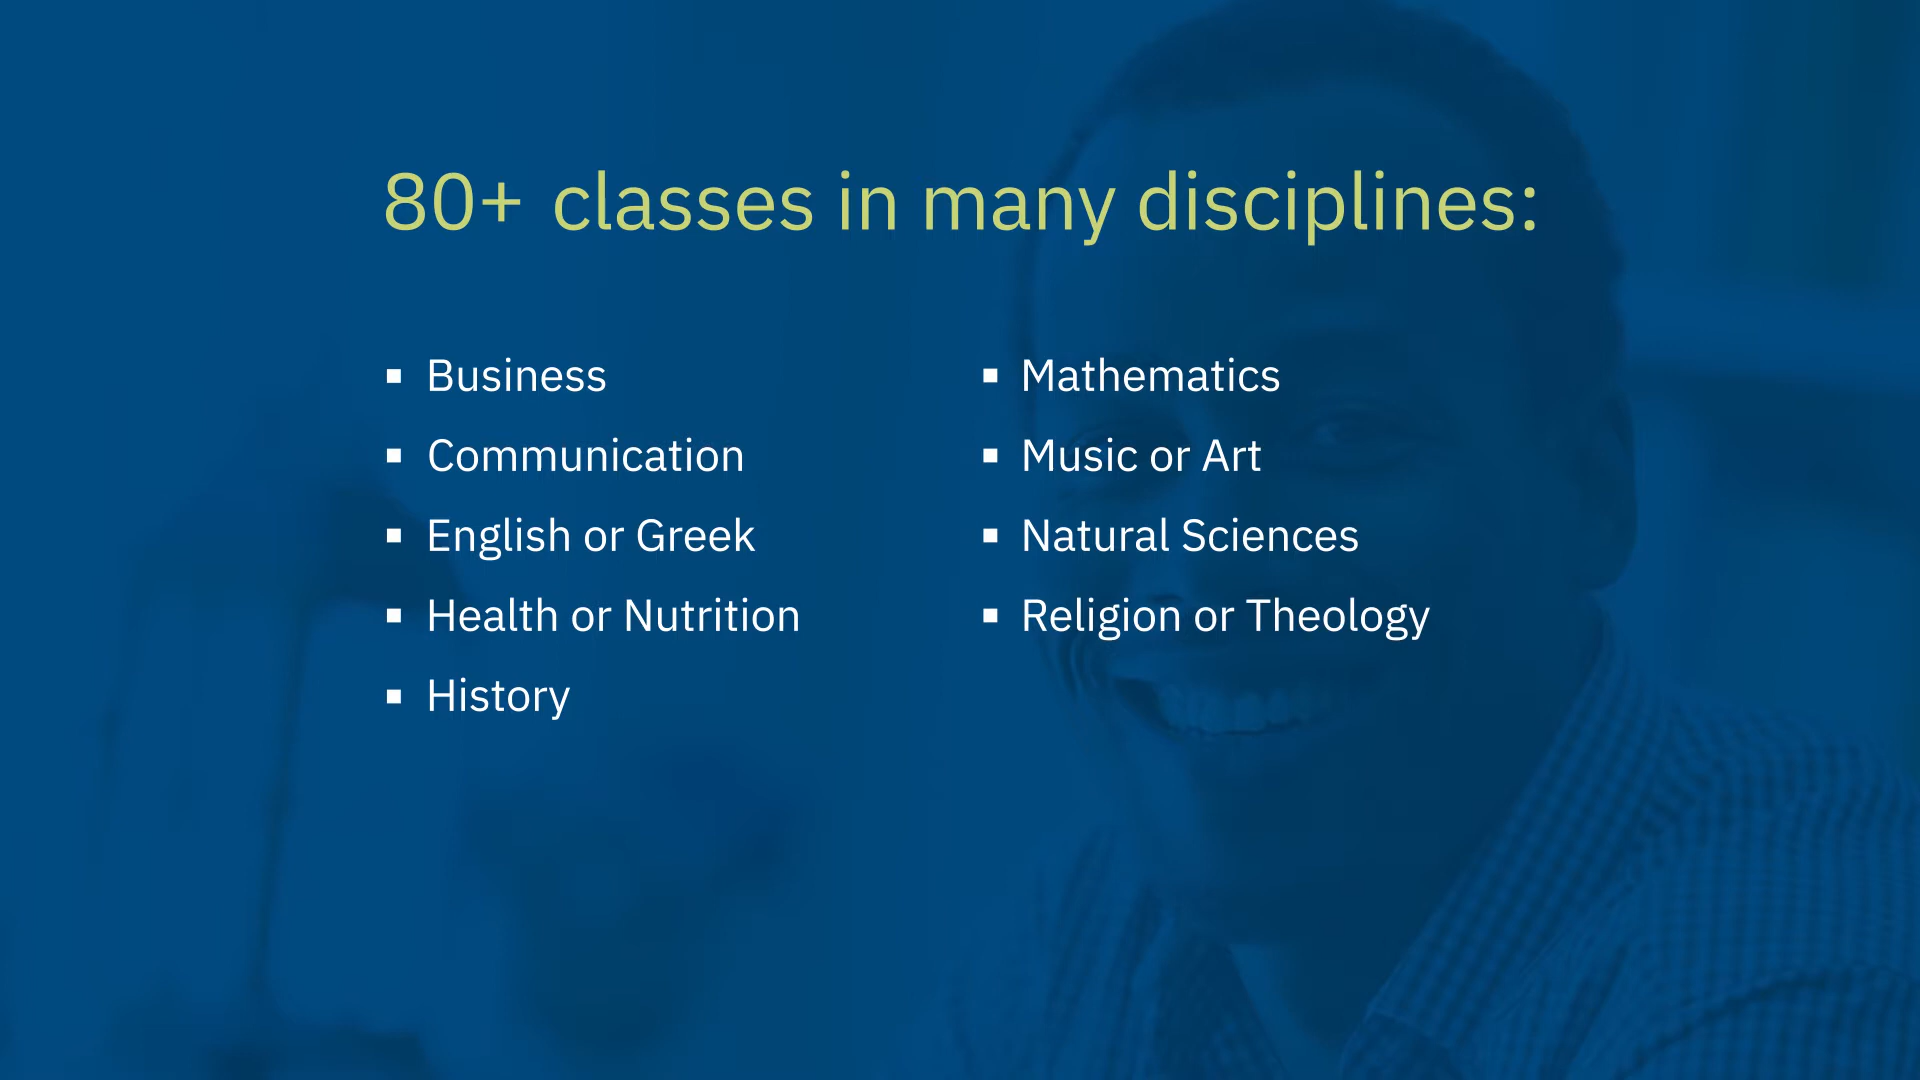 80+ classes in many disciplines:
▪ Business
▪ Communication
▪ English or Greek
▪ Health or Nutrition
▪ History
▪ Mathematics
▪ Music or Art
▪ Natural Sciences
▪ Religion or Theology